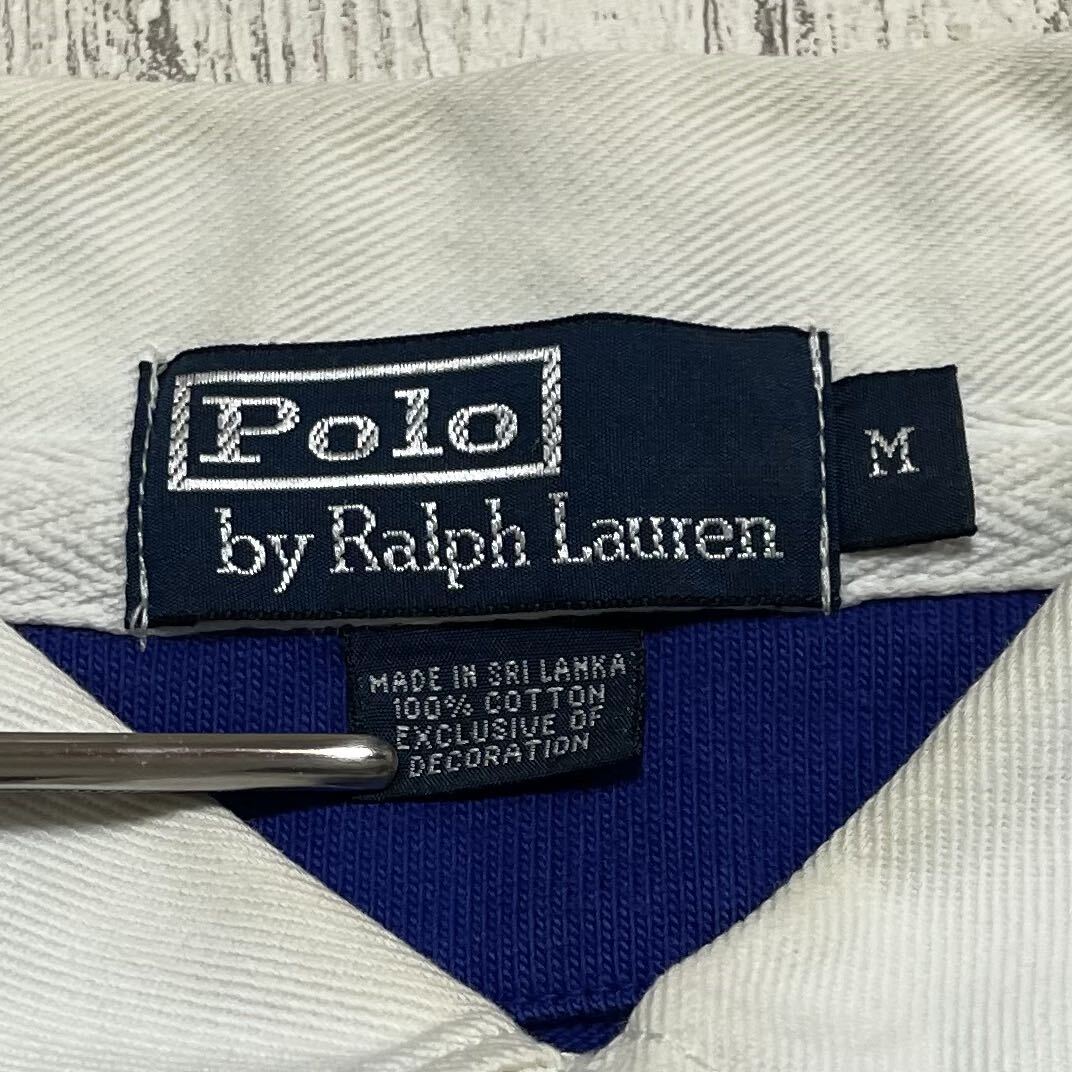 Polo
by Ralph Lauren
M
MADE IN SRI LANKA
100% COTTON
EXCLUSIVE OF
DECORATION